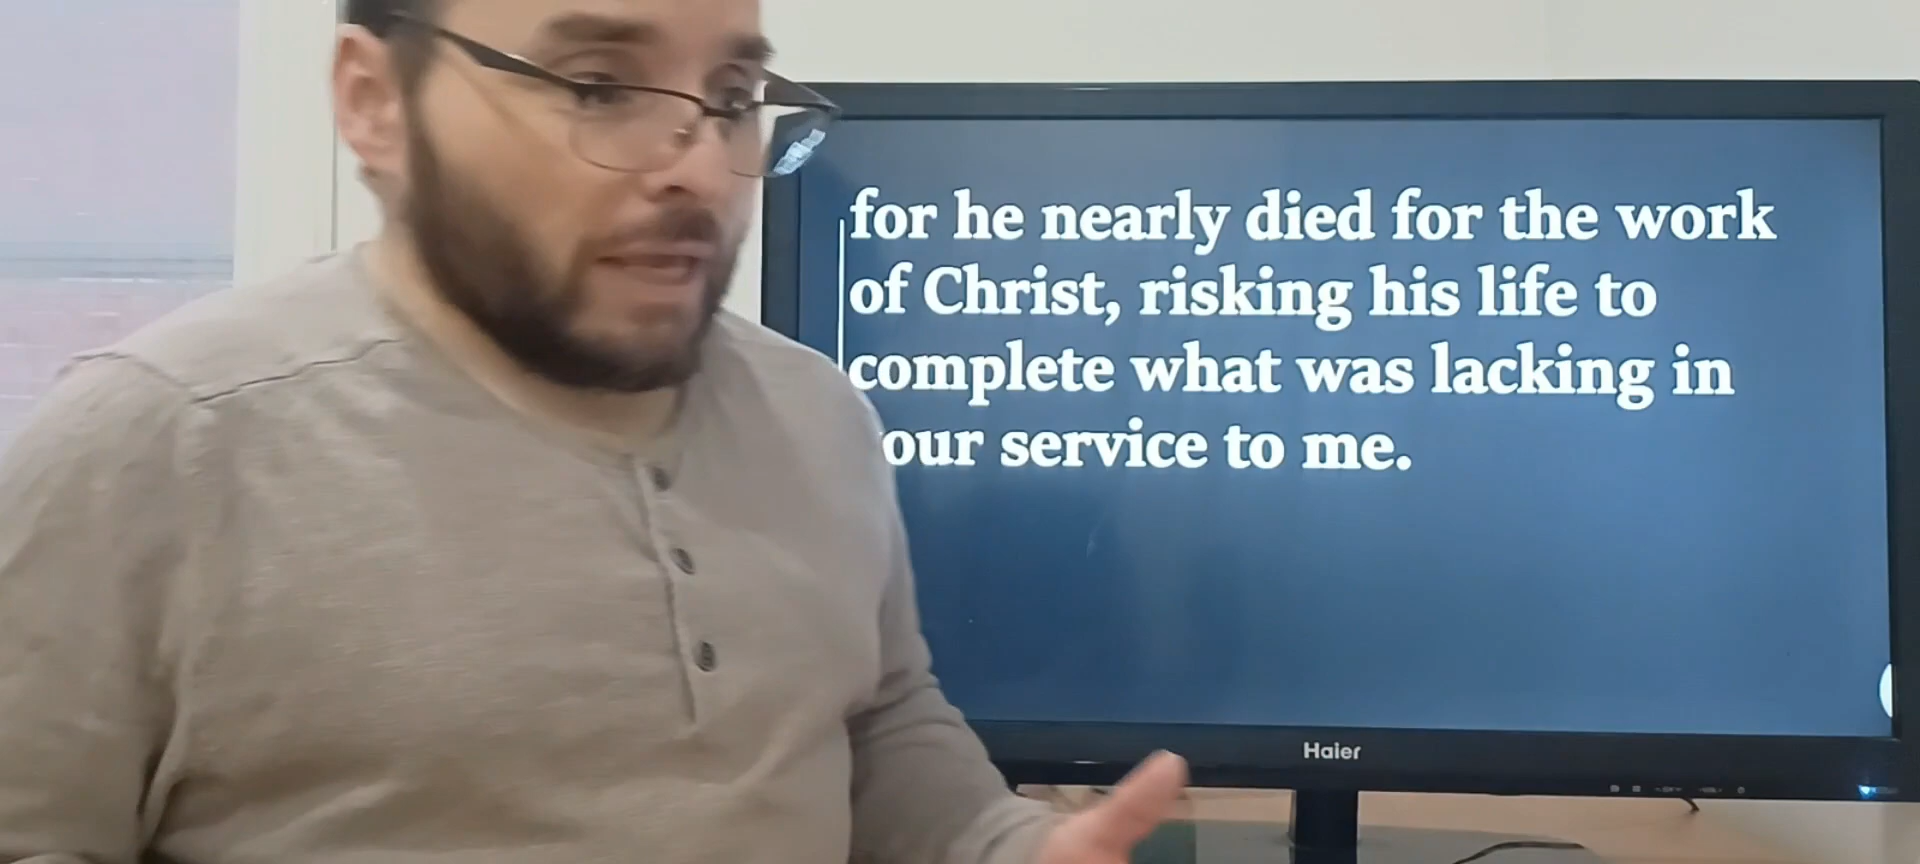 for he nearly died for the work
of Christ, risking his life to
complete what was lacking in
our service to me.
Haier